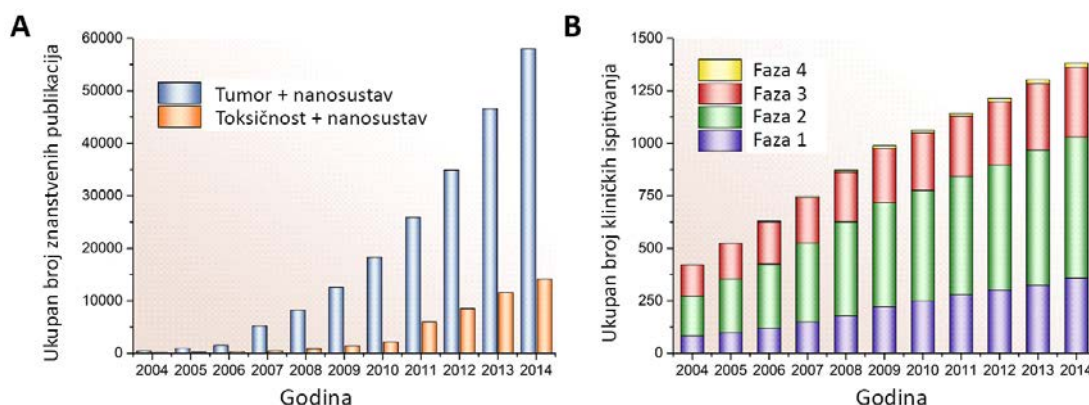 A
Ukupan broj znanstvenih publikacija
60000
50000
40000
30000
20000
10000
0
Tumor + nanosustav
Toksičnost + nanosustav
2004 2005 2006 2007 2008 2009 2010 2011 2012 2013 2014
Godina
B
Ukupan broj kliničkih ispitivanja
1500
1250
1000
750
500
250
0
Faza 4
Faza 3
Faza 2
Faza 1
2004 2005 2006 2007 2008 2009 2010 2011 2012 2013 2014
Godina